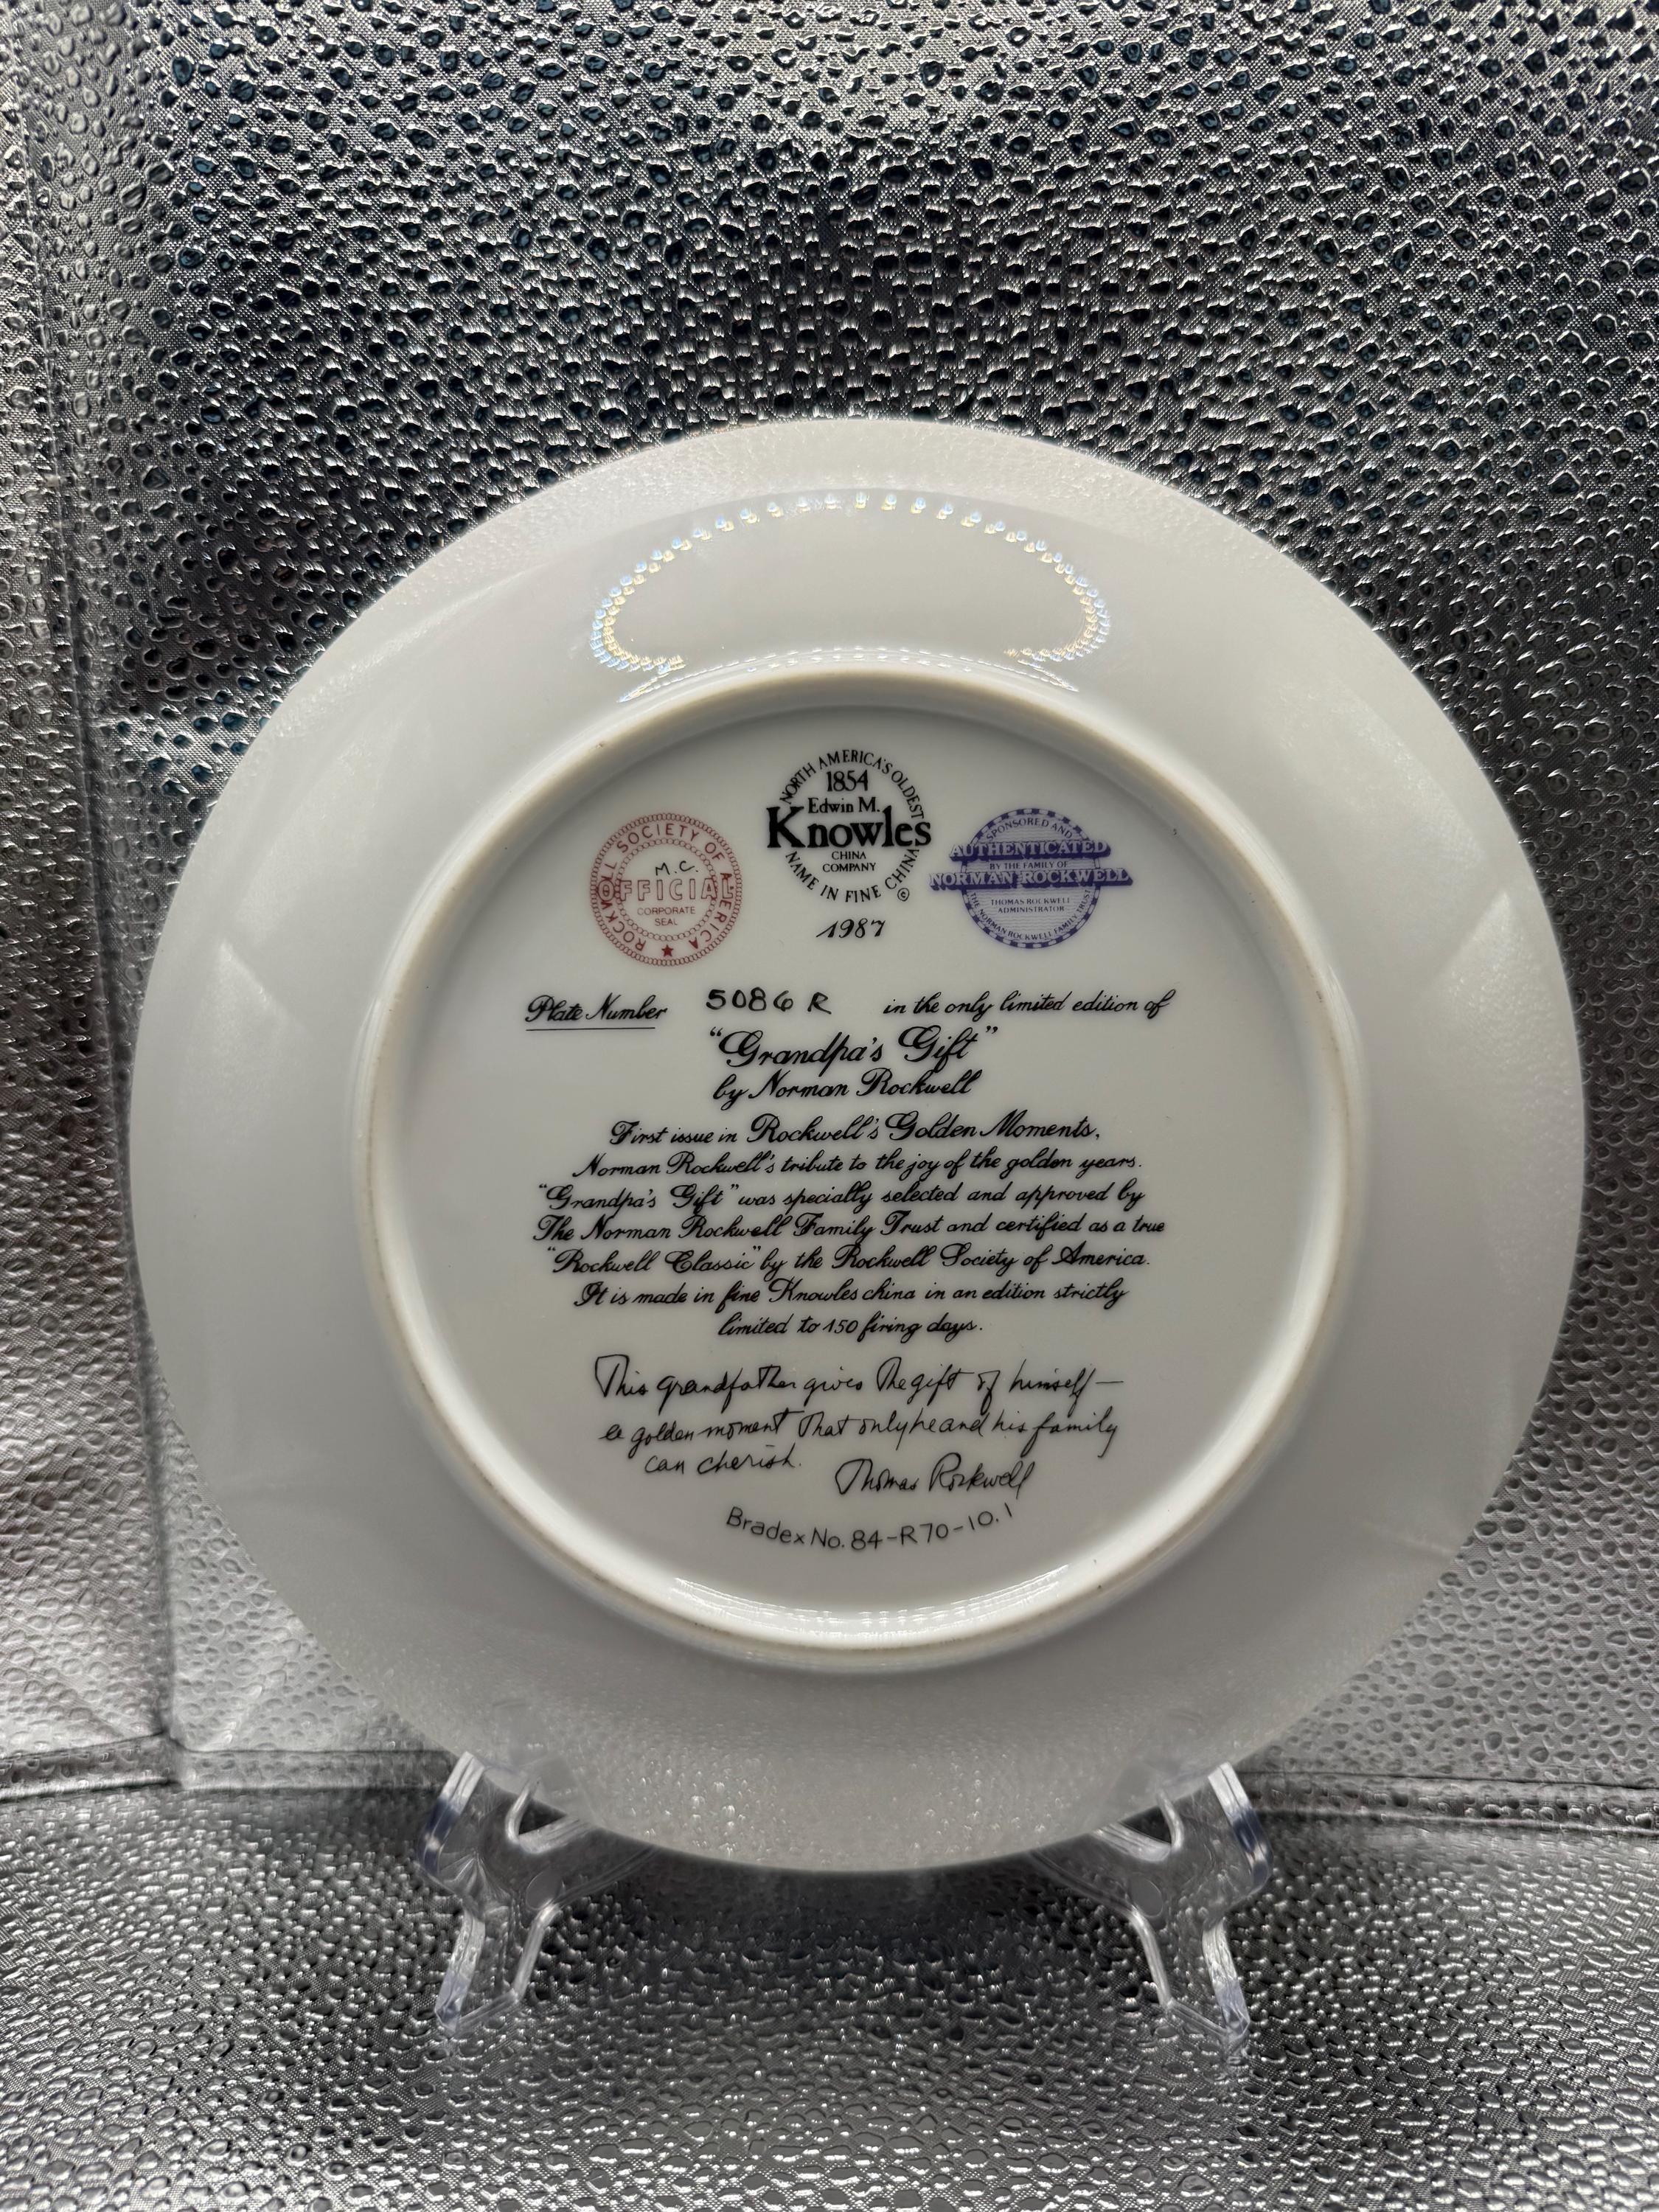 ROCKWELL SOCIETY OF AMERICA
M.C.
OFFICIAL
CORPORATE
SEAL
NORTH AMERICA'S OLDEST
1854
Edwin M.
Knowles
CHINA
COMPANY
NAME IN FINE CHINA
©
1987
SPONSORED AND
AUTHENTICATED
BY THE FAMILY OF
NORMAN ROCKWELL
THOMAS ROCKWELL
ADMINISTRATOR
THE NORMAN ROCKWELL FAMILY TRUST
Plate Number 5086 R in the only limited edition of
"Grandpa's Gift"
by Norman Rockwell
First issue in Rockwell's Golden Moments,
Norman Rockwell's tribute to the joy of the golden years.
"Grandpa's Gift" was specially selected and approved by
The Norman Rockwell Family Trust and certified as a true
"Rockwell Classic" by the Rockwell Society of America.
It is made in fine Knowles china in an edition strictly
limited to 150 firing days.
This grandfather gives the gift of himself—
a golden moment that only he and his family
can cherish.
Thomas Rockwell
Bradex No. 84-R70-10.1